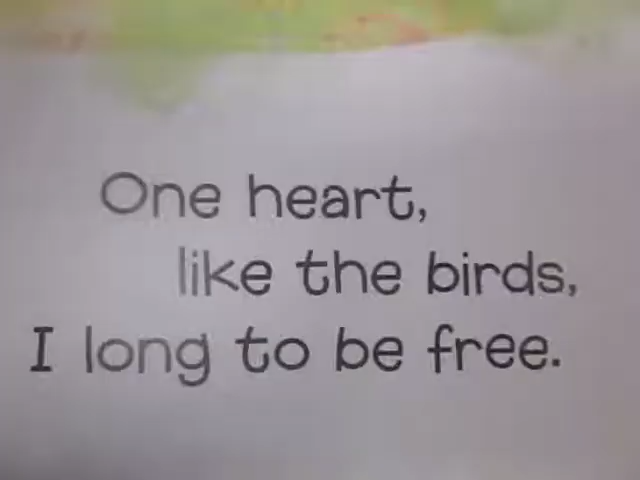 One heart,
like the birds,
I long to be free.